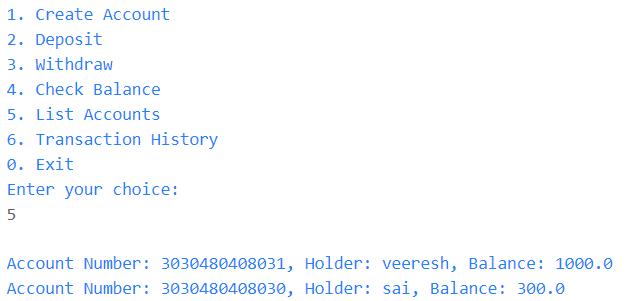 1. Create Account
2. Deposit
3. Withdraw
4. Check Balance
5. List Accounts
6. Transaction History
0. Exit
Enter your choice:
5
Account Number: 3030480408031, Holder: veeresh, Balance: 1000.0
Account Number: 3030480408030, Holder: sai, Balance: 300.0